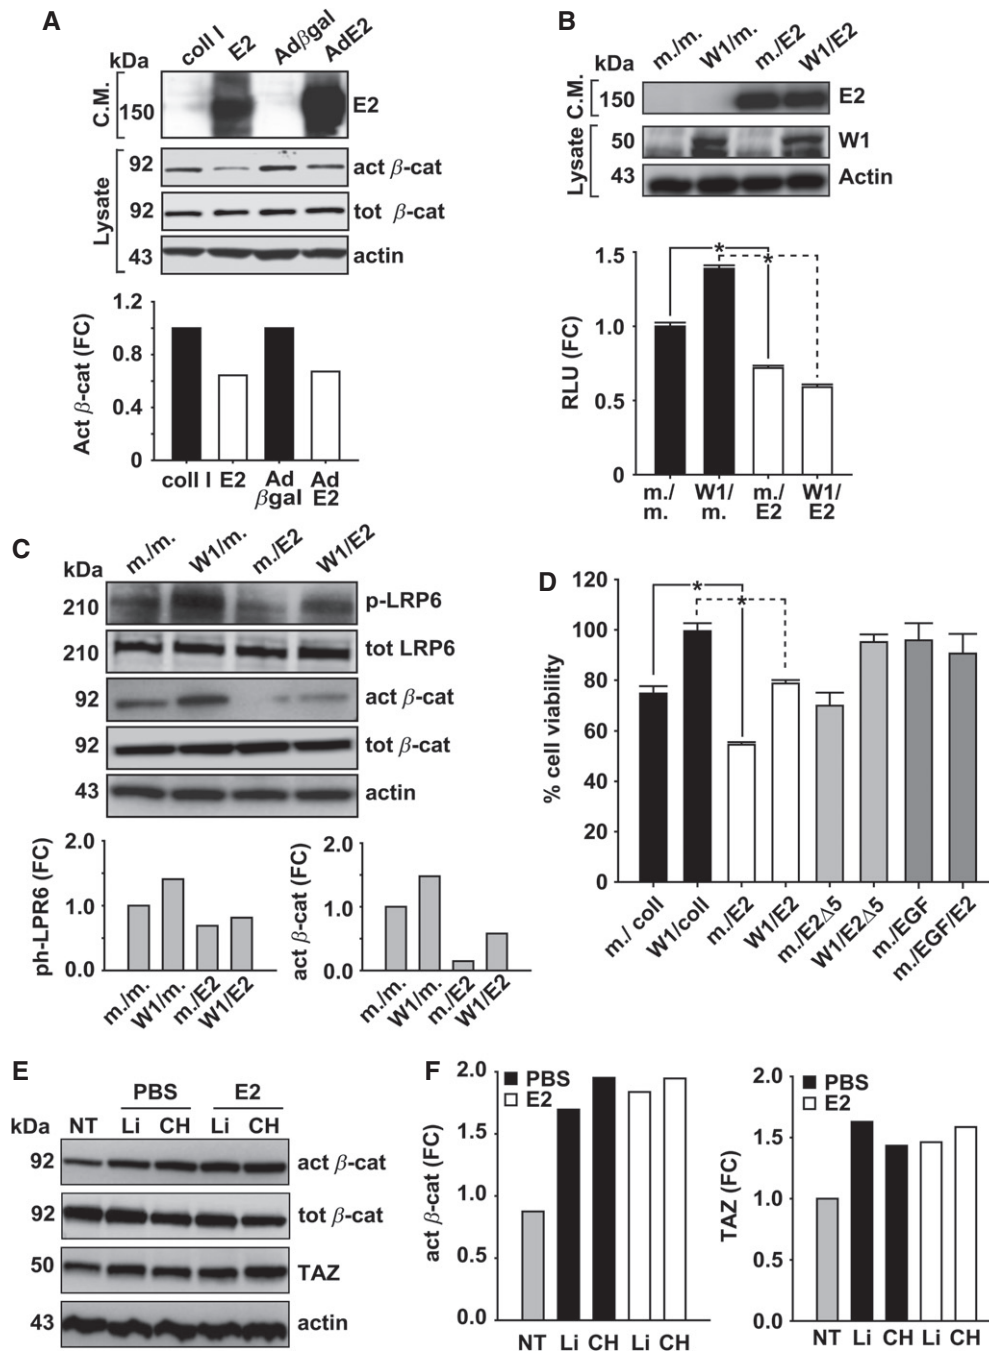 A
kDa
coll I
E2
Adβgal
AdE2
C.M.
150
E2
Lysate
92
act β-cat
92
tot β-cat
43
actin
Act β-cat (FC)
1.2
0.8
0.4
0
coll I
E2
Ad βgal
Ad E2
B
kDa
m./m.
W1/m.
m./E2
W1/E2
C.M.
150
E2
Lysate
50
W1
43
Actin
RLU (FC)
1.5
1.0
0.5
0
*
*
m./ m.
W1/ m.
m./ E2
W1/ E2
C
kDa
m./m.
W1/m.
m./E2
W1/E2
210
p-LRP6
210
tot LRP6
92
act β-cat
92
tot β-cat
43
actin
ph-LPR6 (FC)
2.0
1.0
0.0
m./m.
W1/m.
m./E2
W1/E2
act β-cat (FC)
2.0
1.0
0.0
m./m.
W1/m.
m./E2
W1/E2
D
% cell viability
120
100
80
60
40
20
0
*
*
m./ coll
W1/coll
m./E2
W1/E2
m./E2Δ5
W1/E2Δ5
m./EGF
m./EGF/E2
E
PBS
E2
kDa
NT
Li
CH
Li
CH
92
act β-cat
92
tot β-cat
50
TAZ
43
actin
F
act β-cat (FC)
2.0
1.5
1.0
0.5
0.0
PBS
E2
NT
Li
CH
Li
CH
TAZ (FC)
2.0
1.5
1.0
0.5
0.0
PBS
E2
NT
Li
CH
Li
CH